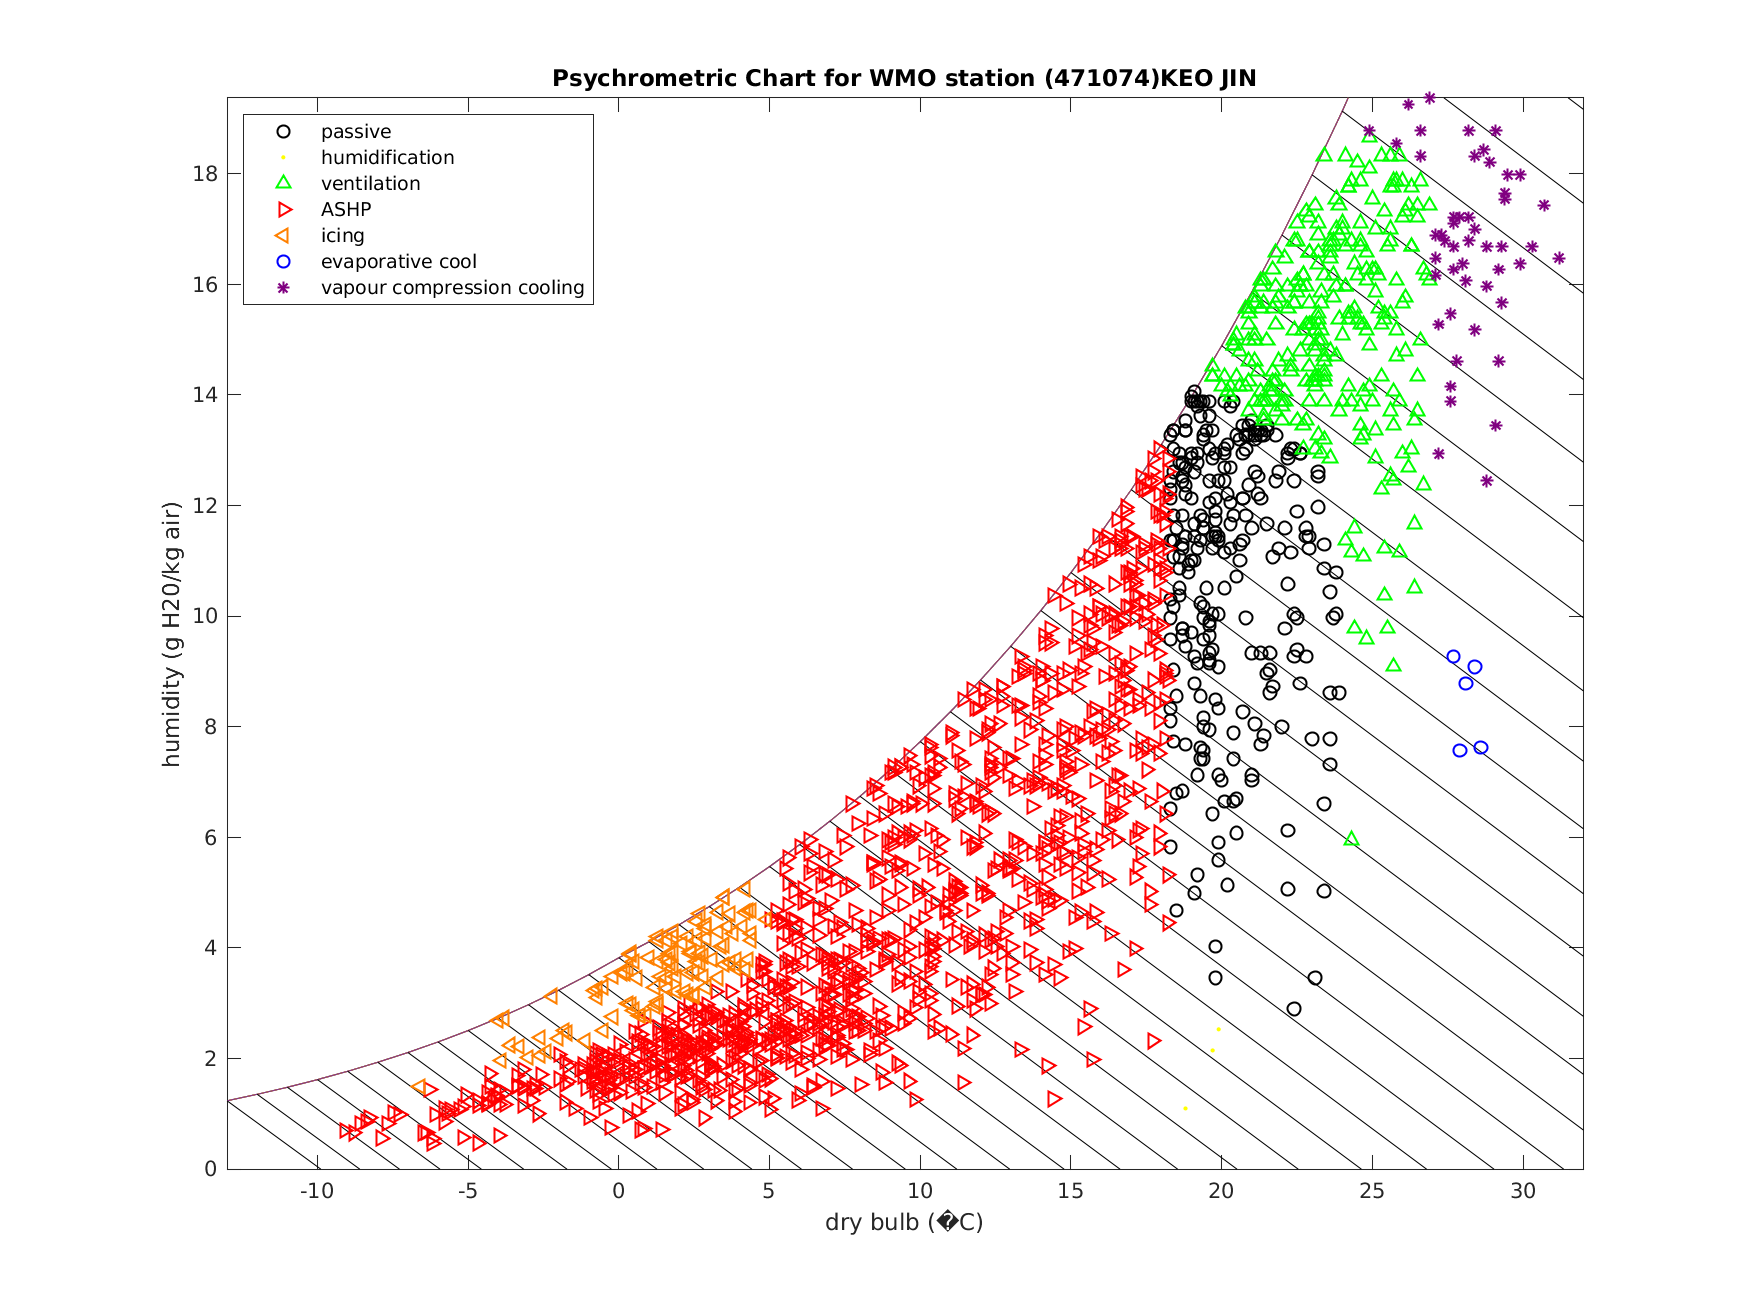 Psychrometric Chart for WMO station (471074)KEO JIN
passive
humidification
ventilation
ASHP
icing
evaporative cool
vapour compression cooling
humidity (g H20/kg air)
18
16
14
12
10
8
6
4
2
0
-10 -5 0 5 10 15 20 25 30
dry bulb (�C)